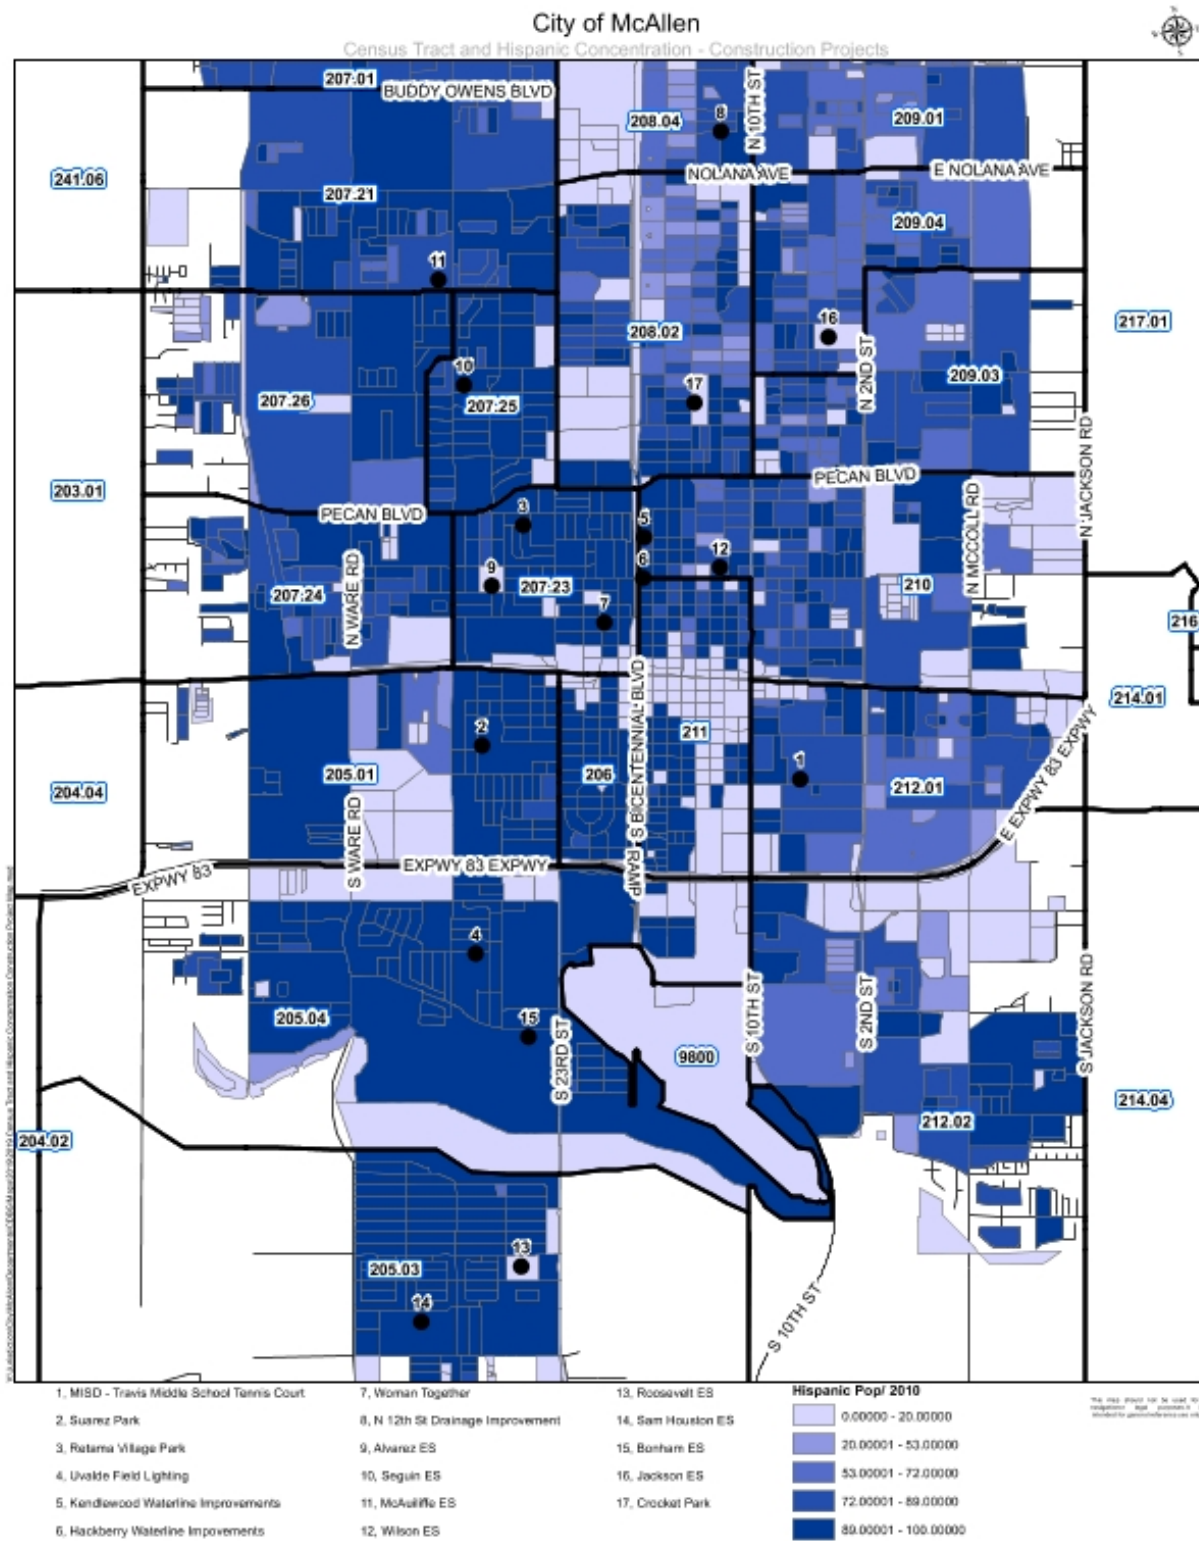 City of McAllen
Census Tract and Hispanic Concentration - Construction Projects
207.01
BUDDY OWENS BLVD
208.04
8
N 10TH ST
209.01
241.06
NOLANA AVE
E NOLANA AVE
207.21
209.04
11
16
217.01
208.02
N 2ND ST
10
209.03
207.26
207.25
17
N JACKSON RD
PECAN BLVD
203.01
N MCCOLL RD
PECAN BLVD
3
5
12
6
9
207.23
210
207.24
N WARE RD
7
216
S BICENTENNIAL BLVD
214.01
2
211
1
205.01
206
212.01
204.04
E EXPWY 83 EXPWY
S WARE RD
RAMP
EXPWY 83 EXPWY
EXPWY 83
4
S 10TH ST
S 2ND ST
S JACKSON RD
205.04
15
S 23RD ST
9800
214.04
212.02
204.02
13
205.03
14
S 10TH ST
1, MISD - Travis Middle School Tennis Court
2, Suarez Park
3, Retama Village Park
4, Uvalde Field Lighting
5, Kendlewood Waterline Improvements
6, Hackberry Waterline Impovements
7, Woman Together
8, N 12th St Drainage Improvement
9, Alvarez ES
10, Seguin ES
11, McAuiliffe ES
12, Wilson ES
13, Roosevelt ES
14, Sam Houston ES
15, Bonham ES
16, Jackson ES
17, Crocket Park
Hispanic Pop/ 2010
0.00000 - 20.00000
20.00001 - 53.00000
53.00001 - 72.00000
72.00001 - 89.00000
89.00001 - 100.00000